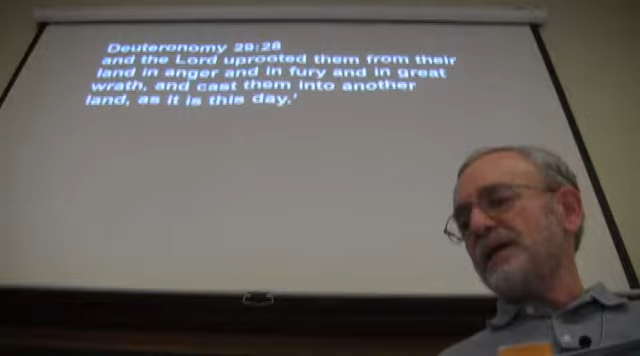 Deuteronomy 29:28
and the Lord uprooted them from their
land in anger and in fury and in great
wrath, and cast them into another
land, as it is this day.'